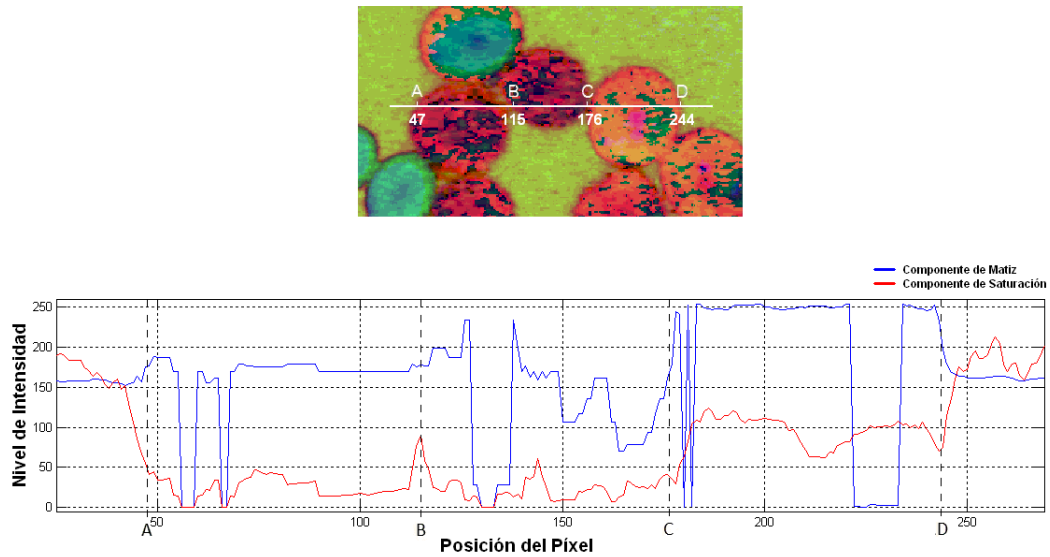 A B C D
47 115 176 244
Componente de Matiz
Componente de Saturación
Nivel de Intensidad
250
200
150
100
50
0
50 100 150 200 250
A B C D
Posición del Píxel